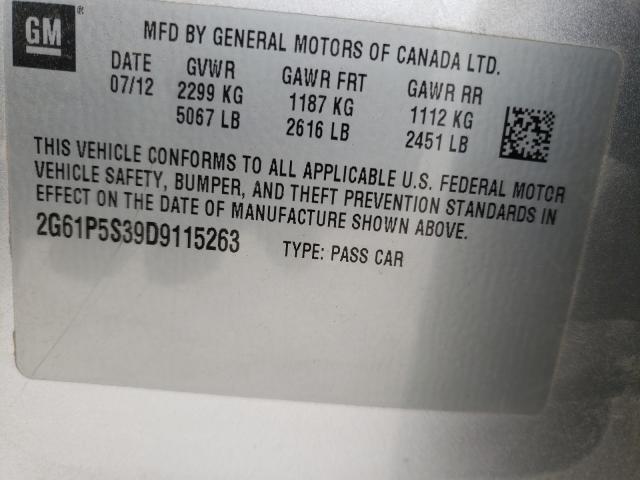 GM®
MFD BY GENERAL MOTORS OF CANADA LTD.
DATE GVWR GAWR FRT GAWR RR
07/12 2299 KG 1187 KG 1112 KG
5067 LB 2616 LB 2451 LB
THIS VEHICLE CONFORMS TO ALL APPLICABLE U.S. FEDERAL MOTOR
VEHICLE SAFETY, BUMPER, AND THEFT PREVENTION STANDARDS IN
EFFECT ON THE DATE OF MANUFACTURE SHOWN ABOVE.
2G61P5S39D9115263 TYPE: PASS CAR